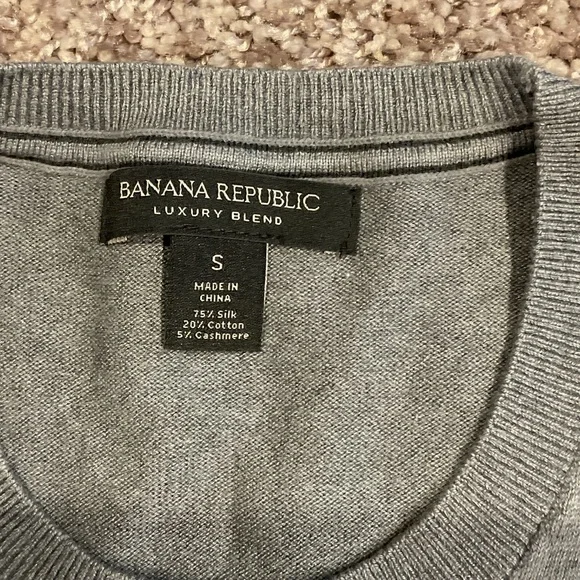 BANANA REPUBLIC
LUXURY BLEND
S
MADE IN
CHINA
75% Silk
20% Cotton
5% Cashmere